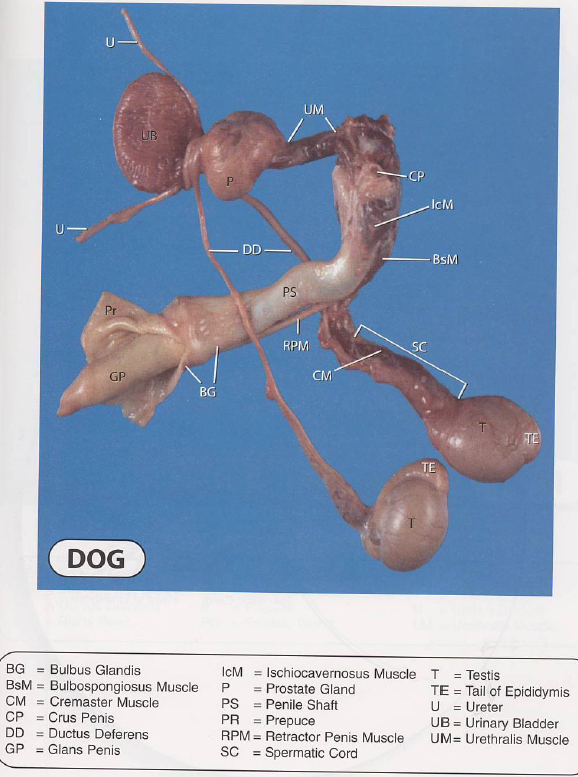 U
UM
UB
P
CP
IcM
U
DD
BsM
PS
Pr
RPM
SC
GP
CM
BG
T
TE
TE
T
DOG
BG = Bulbus Glandis
BsM = Bulbospongiosus Muscle
CM = Cremaster Muscle
CP = Crus Penis
DD = Ductus Deferens
GP = Glans Penis
IcM = Ischiocavernosus Muscle
P = Prostate Gland
PS = Penile Shaft
PR = Prepuce
RPM = Retractor Penis Muscle
SC = Spermatic Cord
T = Testis
TE = Tail of Epididymis
U = Ureter
UB = Urinary Bladder
UM = Urethralis Muscle